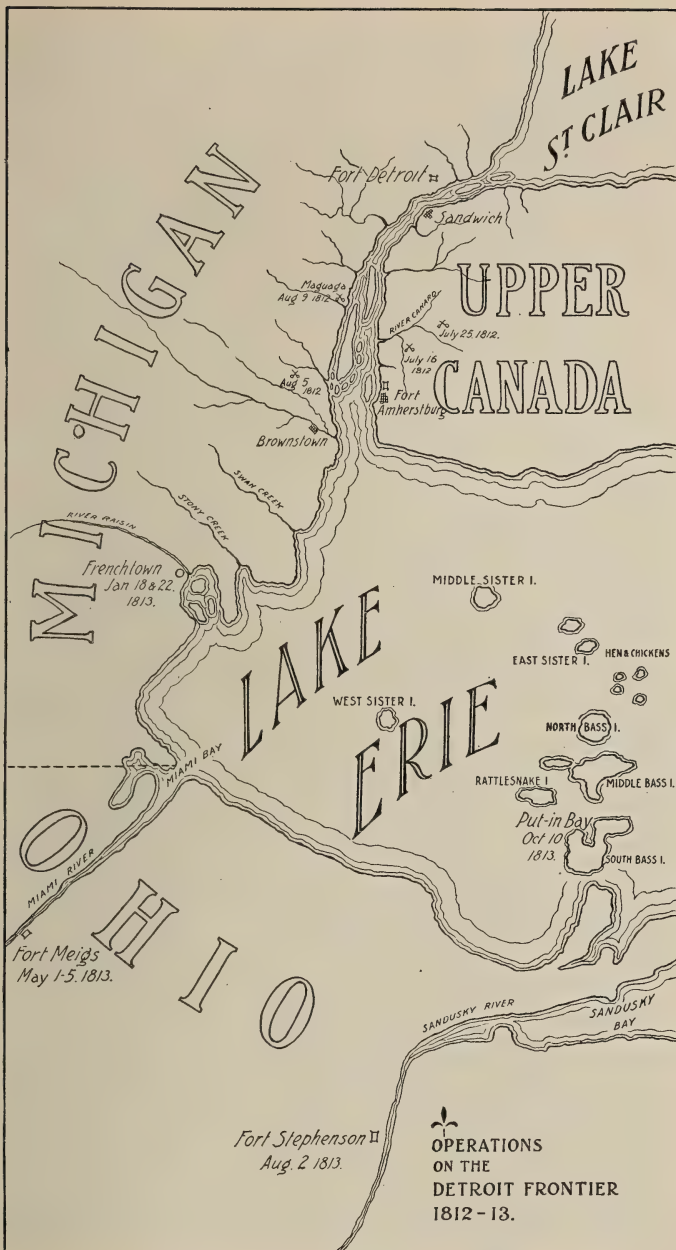 LAKE
ST. CLAIR
MICHIGAN
Fort Detroit
Sandwich
UPPER
CANADA
Maguaga
Aug 9 1812
RIVER CANARD
July 25. 1812.
July 16
1812
Aug 5
1812
Fort
Amherstburg
Brownstown
SWAN CREEK
STONY CREEK
RIVER RAISIN
Frenchtown
Jan 18 & 22.
1813.
MIDDLE SISTER I.
EAST SISTER I.
HEN & CHICKENS
LAKE
ERIE
WEST SISTER I.
NORTH BASS I.
RATTLESNAKE I
MIDDLE BASS I.
Put-in Bay
Oct 10
1813.
SOUTH BASS I.
MIAMI BAY
MIAMI RIVER
OHIO
Fort Meigs
May 1-5. 1813.
SANDUSKY RIVER
SANDUSKY
BAY
Fort Stephenson
Aug. 2 1813.
OPERATIONS
ON THE
DETROIT FRONTIER
1812-13.